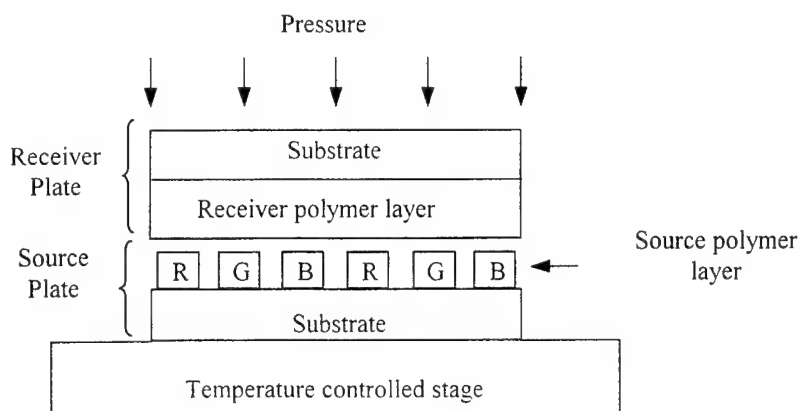 Pressure
Receiver
Plate
Substrate
Receiver polymer layer
Source
Plate
R G B R G B
Source polymer
layer
Substrate
Temperature controlled stage